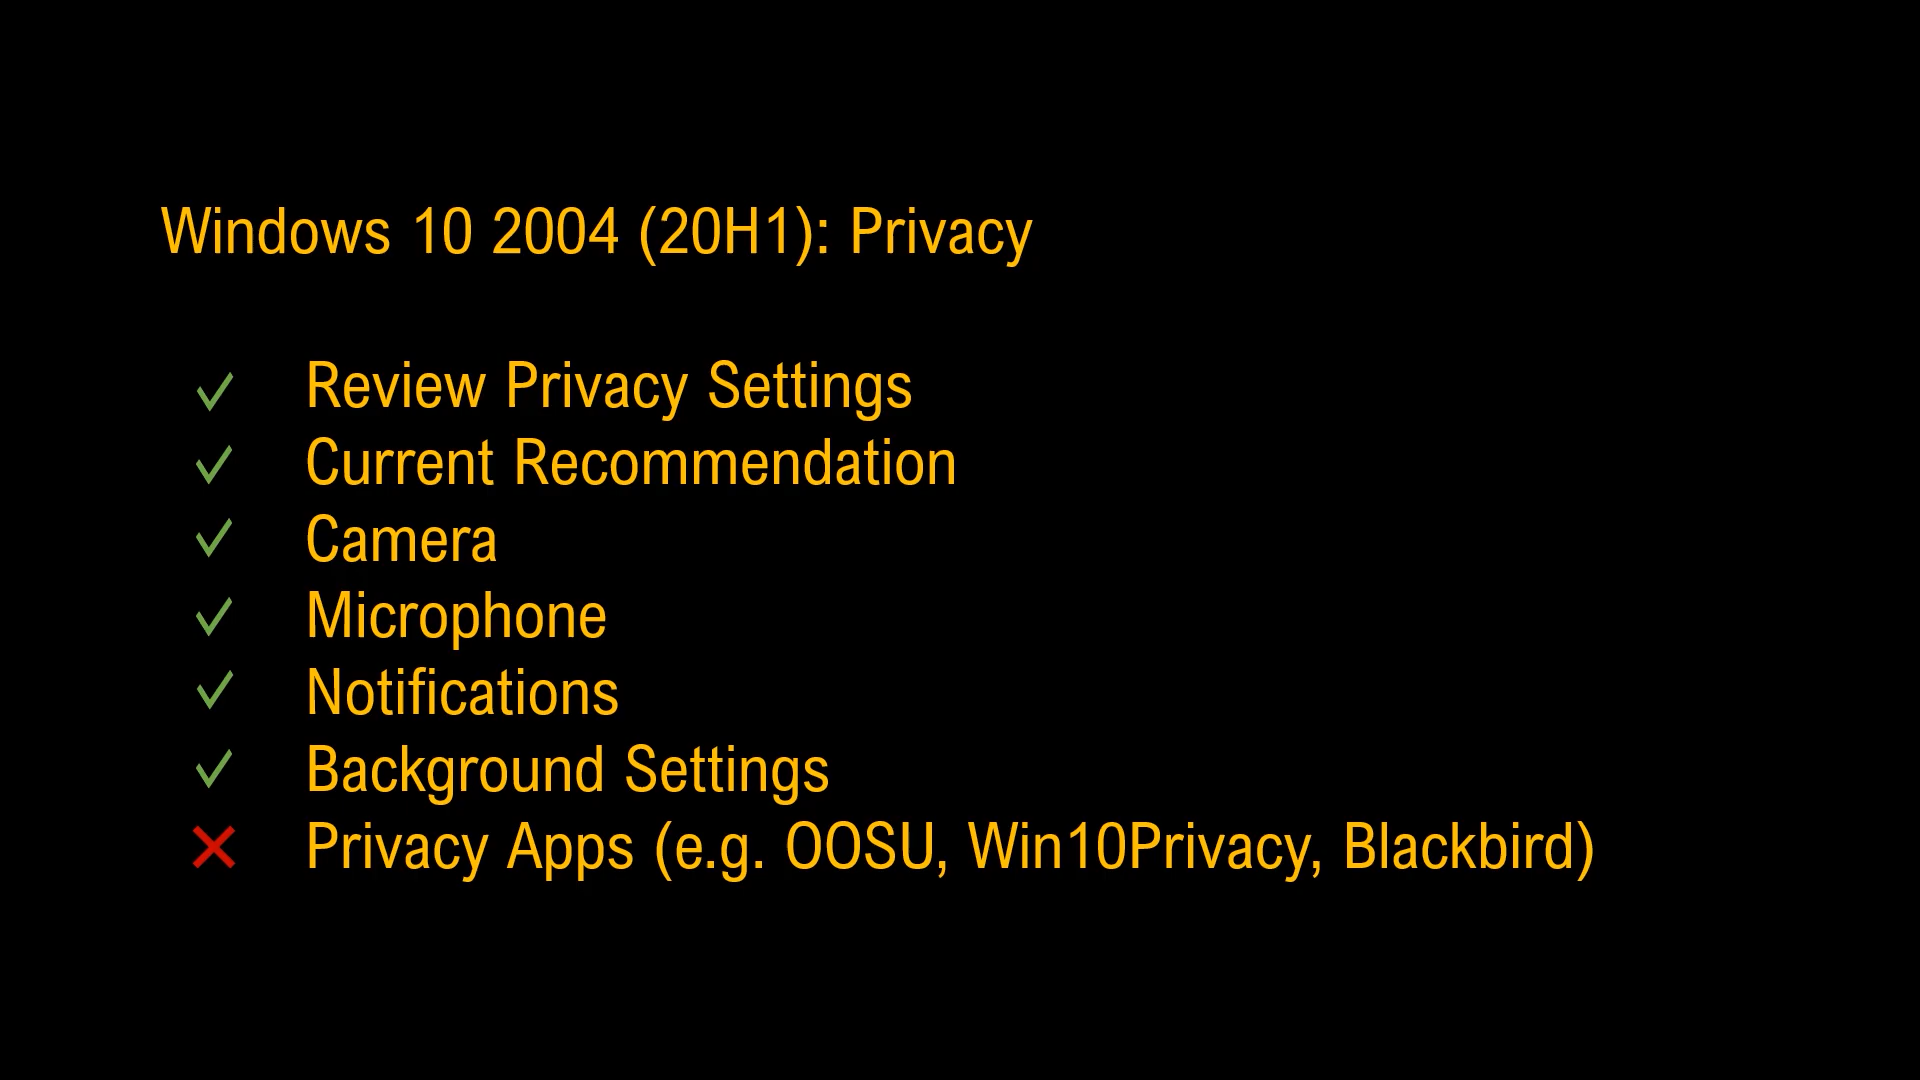 Windows 10 2004 (20H1): Privacy
✓ Review Privacy Settings
✓ Current Recommendation
✓ Camera
✓ Microphone
✓ Notifications
✓ Background Settings
✕ Privacy Apps (e.g. OOSU, Win10Privacy, Blackbird)